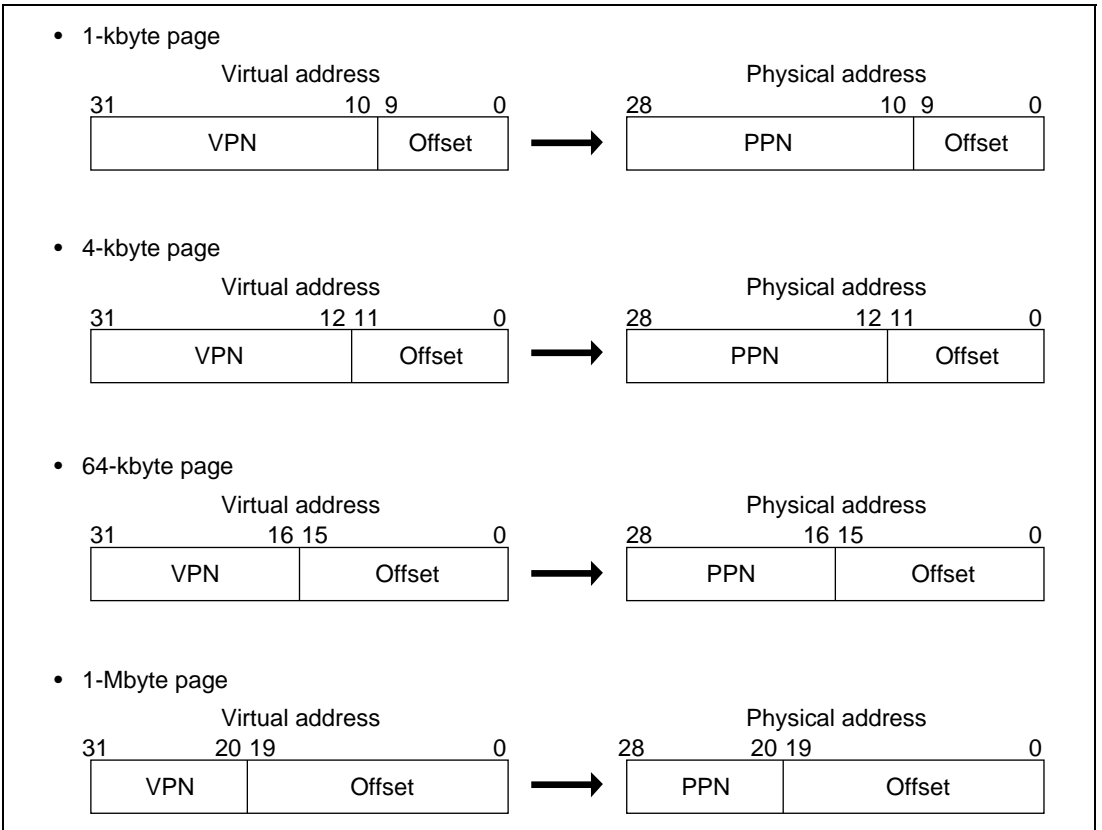 • 1-kbyte page
Virtual address Physical address
31 10 9 0 28 10 9 0
VPN Offset PPN Offset
• 4-kbyte page
Virtual address Physical address
31 12 11 0 28 12 11 0
VPN Offset PPN Offset
• 64-kbyte page
Virtual address Physical address
31 16 15 0 28 16 15 0
VPN Offset PPN Offset
• 1-Mbyte page
Virtual address Physical address
31 20 19 0 28 20 19 0
VPN Offset PPN Offset